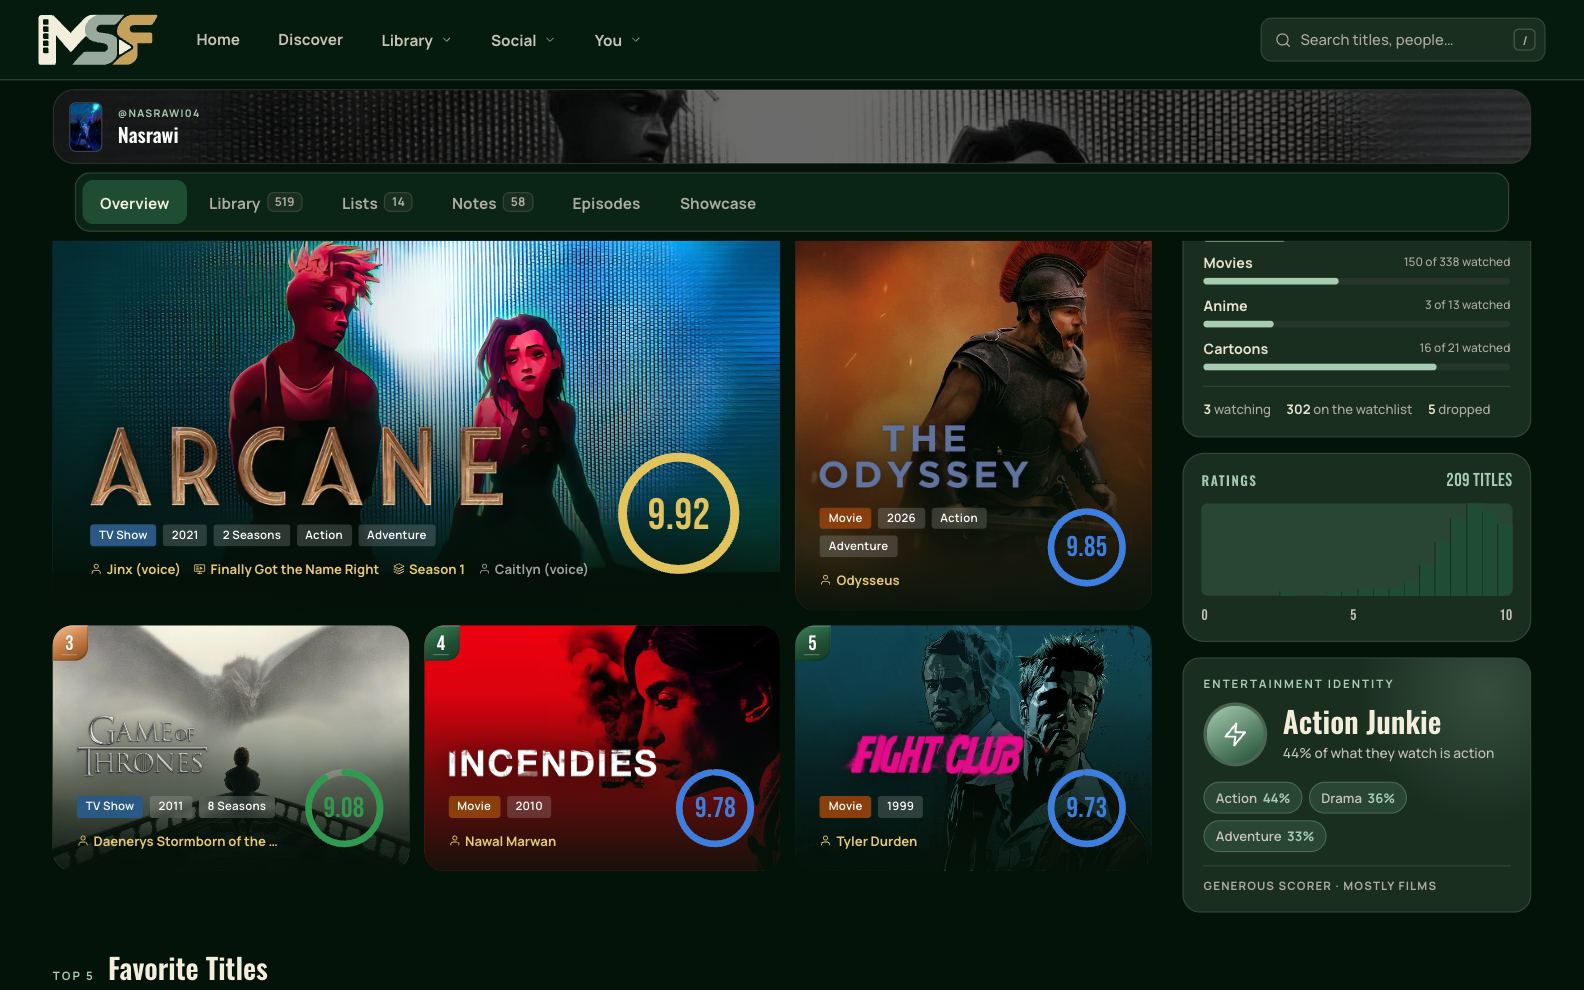 MSF
Home
Discover
Library
Social
You
Search titles, people...
/
@NASRAWI04
Nasrawi
Overview
Library 519
Lists 14
Notes 58
Episodes
Showcase
ARCANE
9.92
TV Show 2021 2 Seasons Action Adventure
Jinx (voice) Finally Got the Name Right Season 1 Caitlyn (voice)
THE
ODYSSEY
Movie 2026 Action
Adventure
9.85
Odysseus
3
GAME OF
THRONES
TV Show 2011 8 Seasons
9.08
Daenerys Stormborn of the ...
4
INCENDIES
Movie 2010
9.78
Nawal Marwan
5
FIGHT CLUB
Movie 1999
9.73
Tyler Durden
Movies 150 of 338 watched
Anime 3 of 13 watched
Cartoons 16 of 21 watched
3 watching 302 on the watchlist 5 dropped
RATINGS 209 TITLES
0 5 10
ENTERTAINMENT IDENTITY
Action Junkie
44% of what they watch is action
Action 44% Drama 36%
Adventure 33%
GENEROUS SCORER · MOSTLY FILMS
TOP 5 Favorite Titles